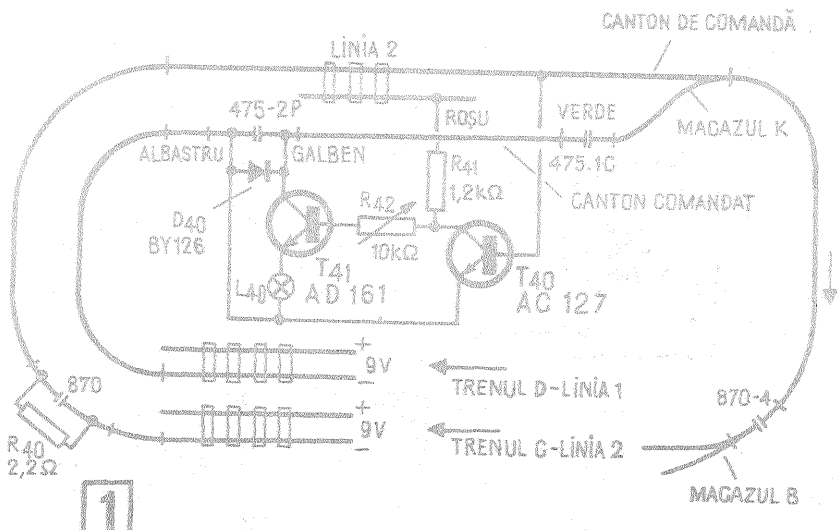 CANTON DE COMANDĂ
LINIA 2
475-2P
ROȘU
VERDE
MACAZUL K
ALBASTRU
GALBEN
475.1C
R41
1,2kΩ
CANTON COMANDAT
D40
BY126
R42
10kΩ
T41
AD 161
L40
T40
AC 127
+
9V
-
TRENUL D-LINIA 1
870
870-4
+
9V
-
TRENUL C-LINIA 2
R40
2,2Ω
MACAZUL B
1